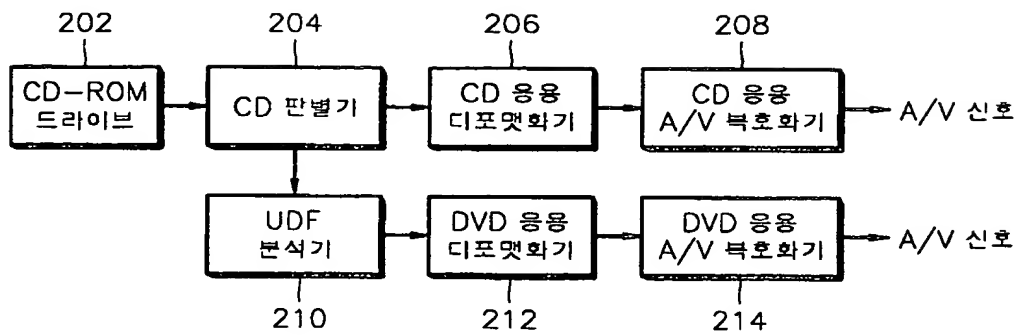 202
204
206
208
CD-ROM
드라이브
CD 판별기
CD 응용
디포맷화기
CD 응용
A/V 복호화기
A/V 신호
UDF
분석기
DVD 응용
디포맷화기
DVD 응용
A/V 복호화기
A/V 신호
210
212
214